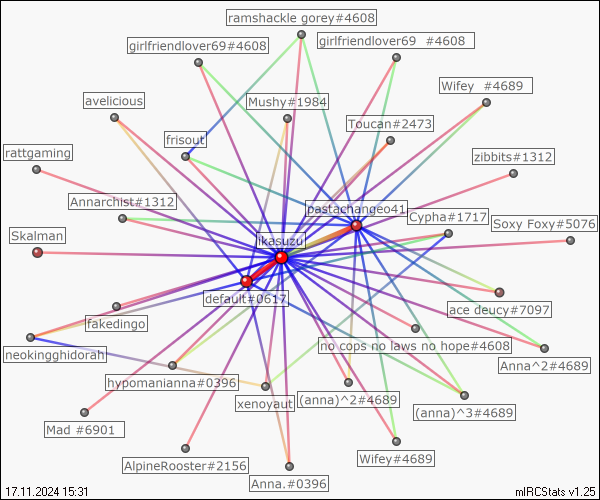 ramshackle gorey#4608
girlfriendlover69#4608
girlfriendlover69 #4608
Wifey #4689
avelicious
Mushy#1984
Toucan#2473
frisout
rattgaming
zibbits#1312
Annarchist#1312
pastachangeo41
Cypha#1717
Soxy Foxy#5076
Skalman
ikasuzu
default#0617
ace deucy#7097
fakedingo
no cops no laws no hope#4608
neokingghidorah
Anna^2#4689
hypomanianna#0396
xenoyaut
(anna)^2#4689
(anna)^3#4689
Mad #6901
Wifey#4689
AlpineRooster#2156
Anna.#0396
17.11.2024 15:31
mIRCStats v1.25